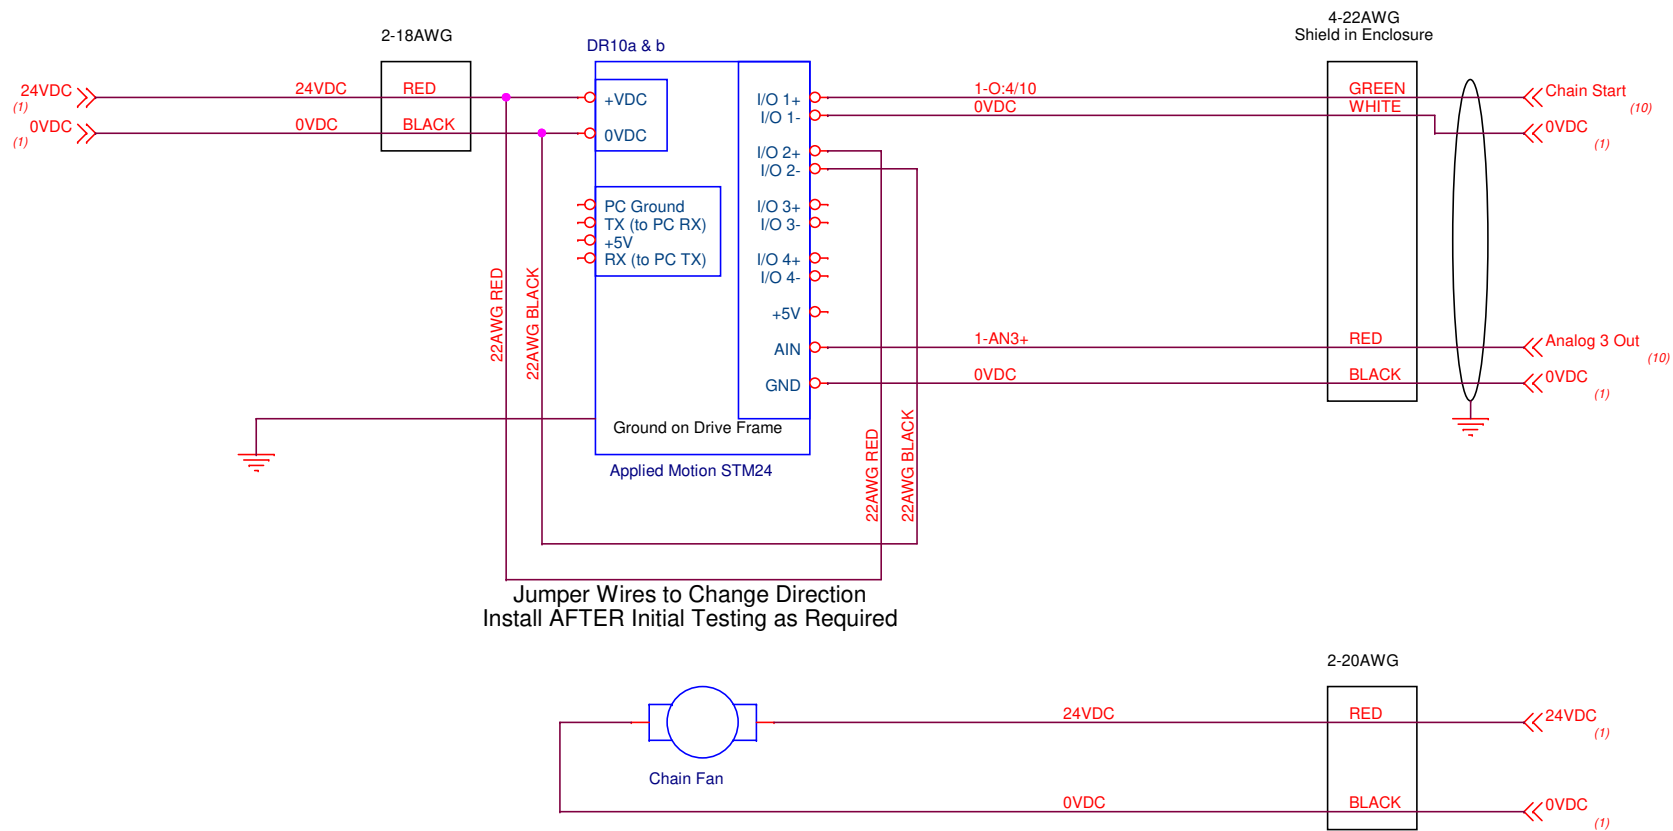 4-22AWG
Shield in Enclosure
2-18AWG
DR10a & b
24VDC
(1)
24VDC
RED
+VDC
0VDC
(1)
0VDC
BLACK
0VDC
I/O 1+
1-O:4/10
GREEN
Chain Start
(10)
I/O 1-
0VDC
WHITE
0VDC
(1)
I/O 2+
I/O 2-
PC Ground
TX (to PC RX)
+5V
RX (to PC TX)
I/O 3+
I/O 3-
I/O 4+
I/O 4-
+5V
22AWG RED
22AWG BLACK
AIN
1-AN3+
RED
Analog 3 Out
(10)
GND
0VDC
BLACK
0VDC
(1)
Ground on Drive Frame
Applied Motion STM24
22AWG RED
22AWG BLACK
Jumper Wires to Change Direction
Install AFTER Initial Testing as Required
2-20AWG
24VDC
RED
24VDC
(1)
Chain Fan
0VDC
BLACK
0VDC
(1)